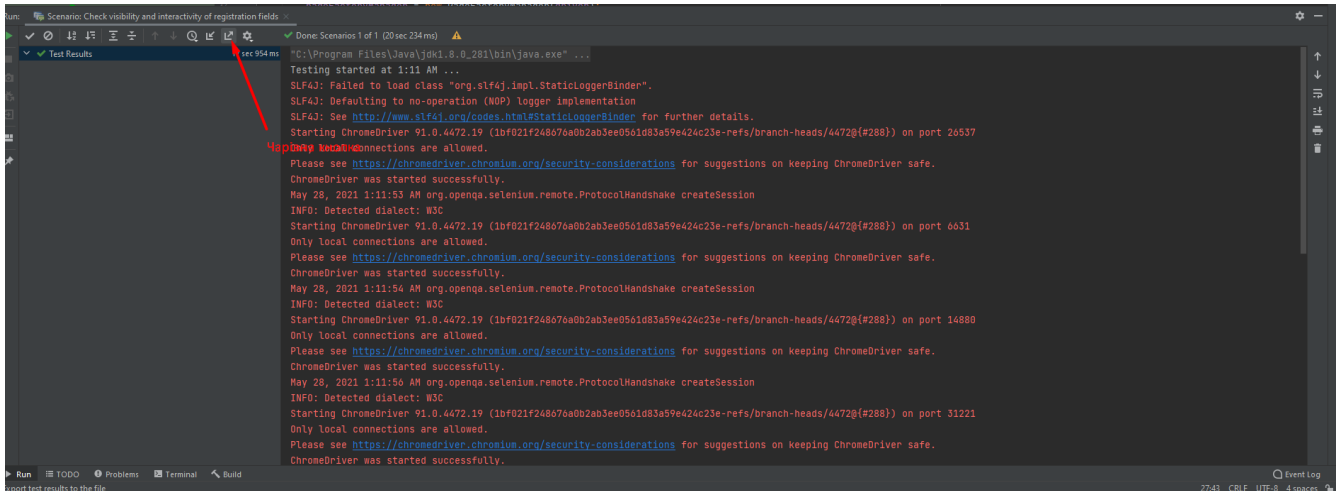 Run: Scenario: Check visibility and interactivity of registration fields ×
Done: Scenarios 1 of 1 (20 sec 234 ms)
Test Results sec 954 ms
"C:\Program Files\Java\jdk1.8.0_281\bin\java.exe" ...
Testing started at 1:11 AM ...
SLF4J: Failed to load class "org.slf4j.impl.StaticLoggerBinder".
SLF4J: Defaulting to no-operation (NOP) logger implementation
SLF4J: See http://www.slf4j.org/codes.html#StaticLoggerBinder for further details.
Starting ChromeDriver 91.0.4472.19 (1bf021f248676a0b2ab3ee0561d83a59e424c23e-refs/branch-heads/4472@{#288}) on port 26537
Only local connections are allowed.
Please see https://chromedriver.chromium.org/security-considerations for suggestions on keeping ChromeDriver safe.
ChromeDriver was started successfully.
May 28, 2021 1:11:53 AM org.openqa.selenium.remote.ProtocolHandshake createSession
INFO: Detected dialect: W3C
Starting ChromeDriver 91.0.4472.19 (1bf021f248676a0b2ab3ee0561d83a59e424c23e-refs/branch-heads/4472@{#288}) on port 6631
Only local connections are allowed.
Please see https://chromedriver.chromium.org/security-considerations for suggestions on keeping ChromeDriver safe.
ChromeDriver was started successfully.
May 28, 2021 1:11:54 AM org.openqa.selenium.remote.ProtocolHandshake createSession
INFO: Detected dialect: W3C
Starting ChromeDriver 91.0.4472.19 (1bf021f248676a0b2ab3ee0561d83a59e424c23e-refs/branch-heads/4472@{#288}) on port 14880
Only local connections are allowed.
Please see https://chromedriver.chromium.org/security-considerations for suggestions on keeping ChromeDriver safe.
ChromeDriver was started successfully.
May 28, 2021 1:11:56 AM org.openqa.selenium.remote.ProtocolHandshake createSession
INFO: Detected dialect: W3C
Starting ChromeDriver 91.0.4472.19 (1bf021f248676a0b2ab3ee0561d83a59e424c23e-refs/branch-heads/4472@{#288}) on port 31221
Only local connections are allowed.
Please see https://chromedriver.chromium.org/security-considerations for suggestions on keeping ChromeDriver safe.
ChromeDriver was started successfully.
Run TODO Problems Terminal Build Event Log
Export test results to the file 27:43 CRLF UTF-8 4 spaces